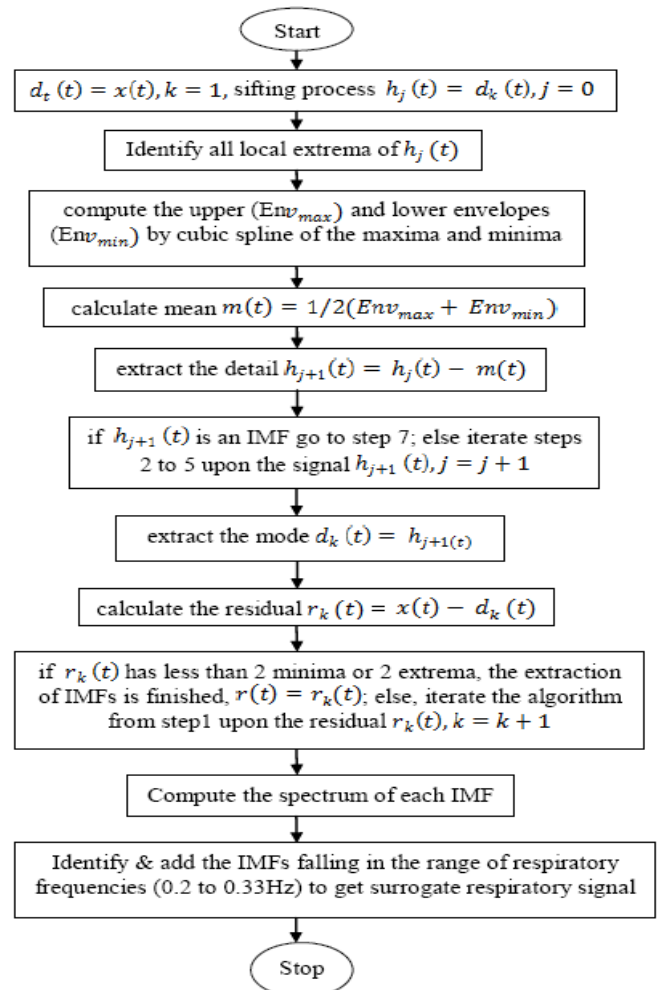 Start
d_t (t) = x(t), k = 1, sifting process h_j (t) = d_k (t), j = 0
Identify all local extrema of h_j (t)
compute the upper (Env_max) and lower envelopes
(Env_min) by cubic spline of the maxima and minima
calculate mean m(t) = 1/2(Env_max + Env_min)
extract the detail h_{j+1}(t) = h_j(t) − m(t)
if h_{j+1} (t) is an IMF go to step 7; else iterate steps
2 to 5 upon the signal h_{j+1} (t), j = j + 1
extract the mode d_k (t) = h_{j+1(t)}
calculate the residual r_k (t) = x(t) − d_k (t)
if r_k (t) has less than 2 minima or 2 extrema, the extraction
of IMFs is finished, r(t) = r_k(t); else, iterate the algorithm
from step1 upon the residual r_k(t), k = k + 1
Compute the spectrum of each IMF
Identify & add the IMFs falling in the range of respiratory
frequencies (0.2 to 0.33Hz) to get surrogate respiratory signal
Stop